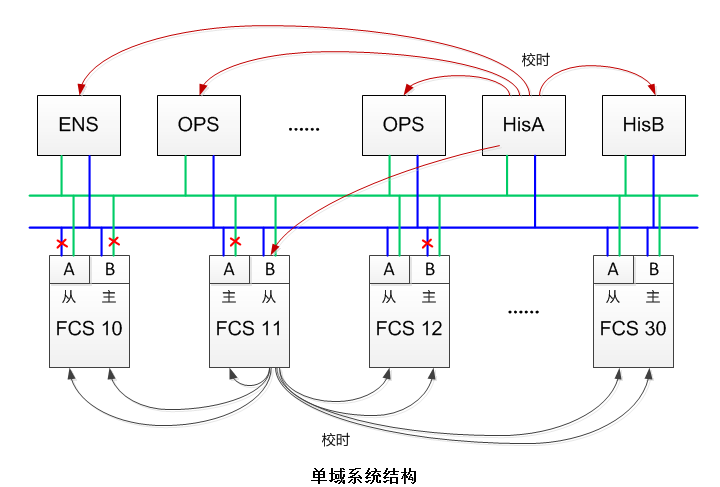 校时
ENS
OPS
......
OPS
HisA
HisB
A B
从 主
FCS 10
A B
主 从
FCS 11
A B
从 主
FCS 12
......
A B
从 主
FCS 30
校时
单域系统结构